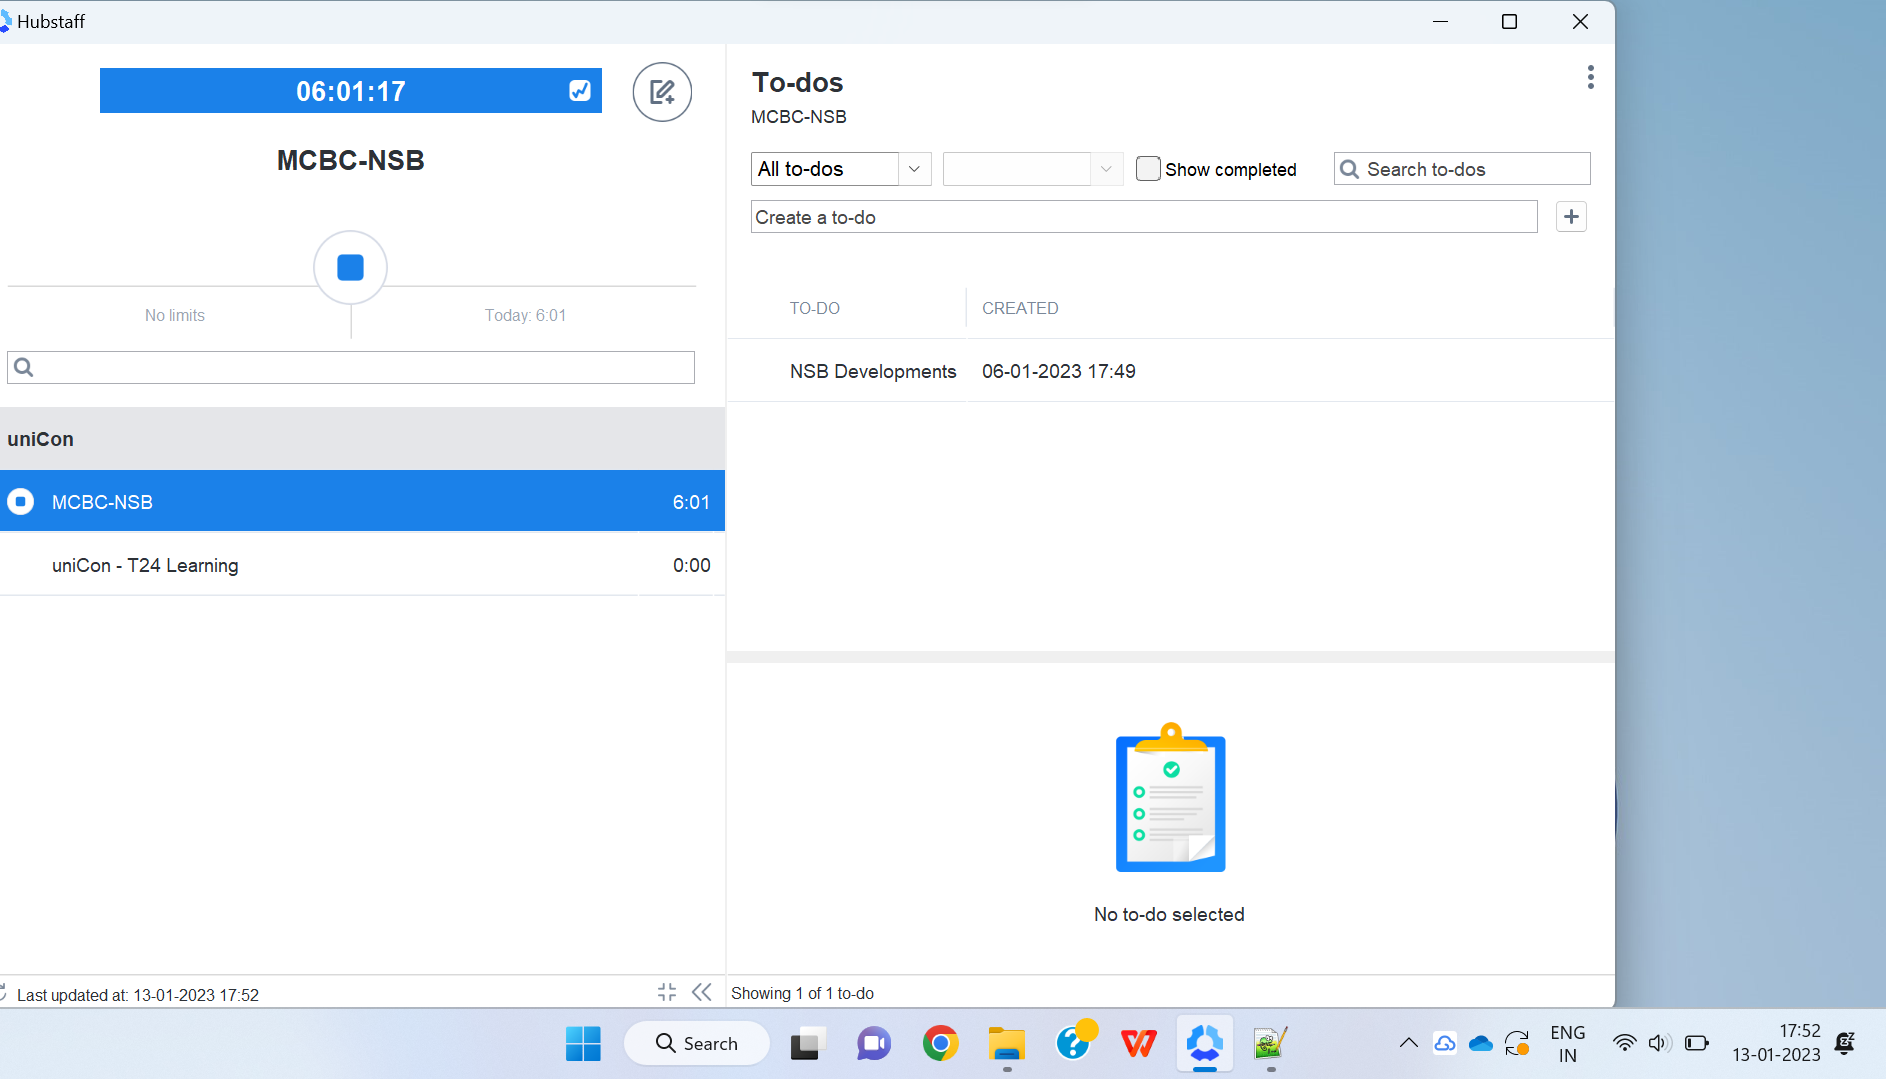 Hubstaff
06:01:17
MCBC-NSB
No limits
Today: 6:01
uniCon
MCBC-NSB 6:01
uniCon - T24 Learning 0:00
Last updated at: 13-01-2023 17:52
To-dos
MCBC-NSB
All to-dos
Show completed
Search to-dos
Create a to-do
TO-DO CREATED
NSB Developments 06-01-2023 17:49
No to-do selected
Showing 1 of 1 to-do
Search
ENG
IN
17:52
13-01-2023